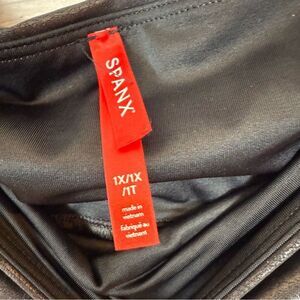 SPANX
1X/1X
/1T
made in
vietnam
fabriqué au
vietnam